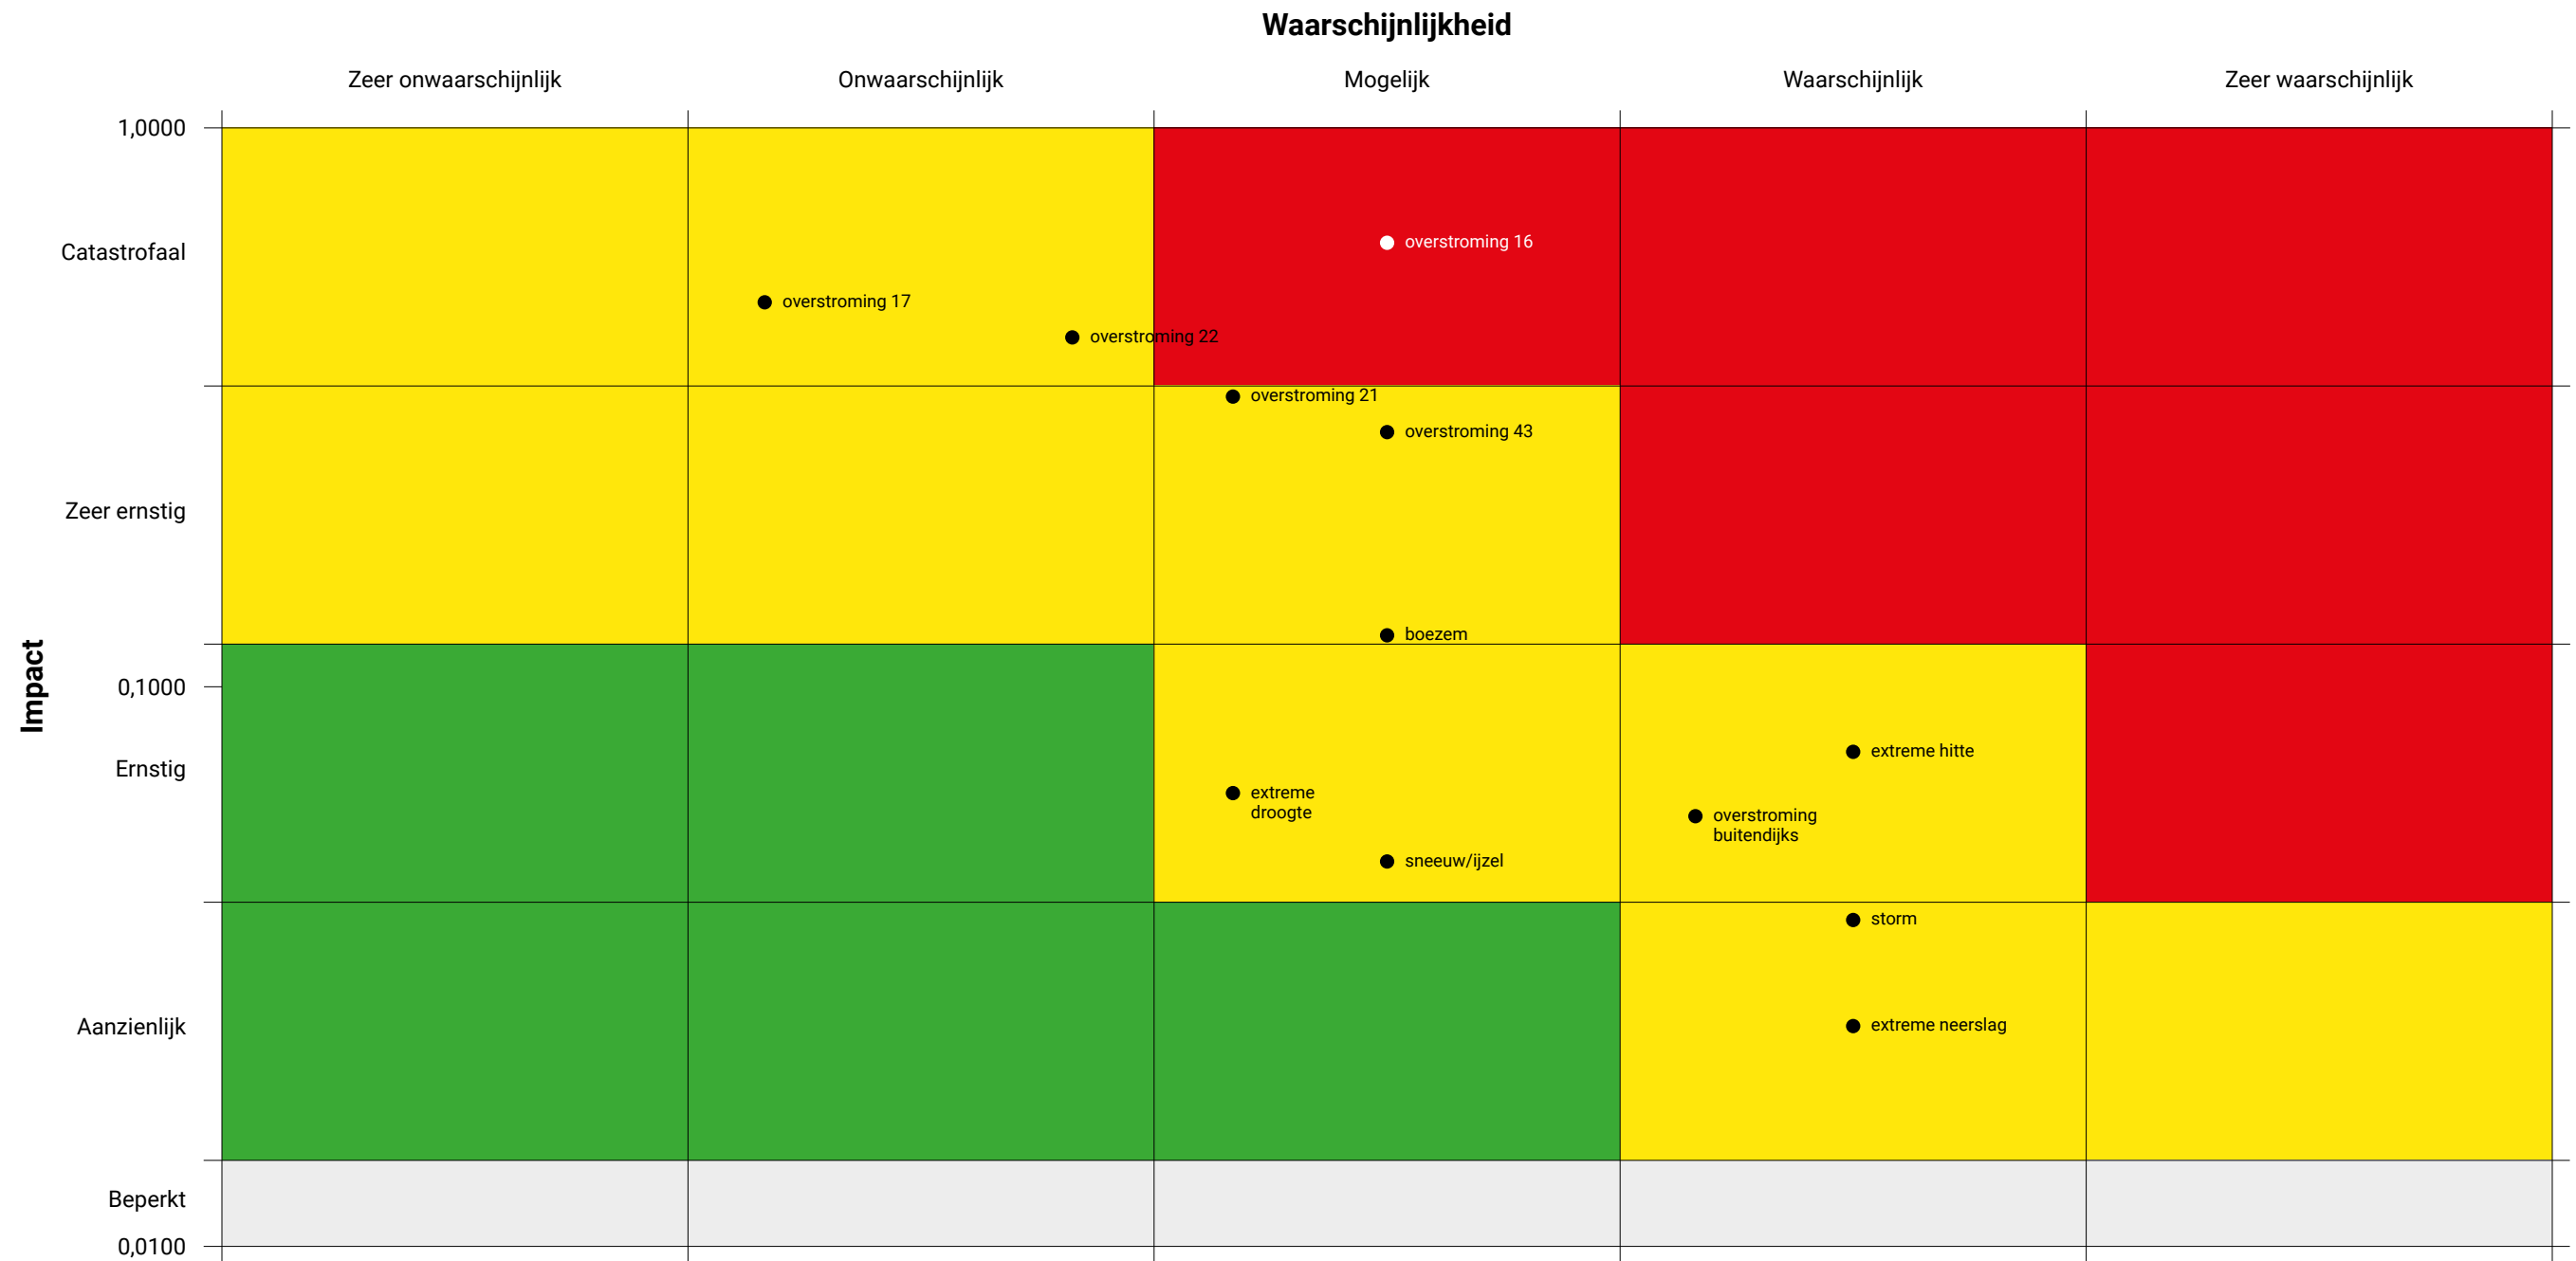 Waarschijnlijkheid
Zeer onwaarschijnlijk
Onwaarschijnlijk
Mogelijk
Waarschijnlijk
Zeer waarschijnlijk
1,0000
Catastrofaal
overstroming 16
overstroming 17
overstroming 22
overstroming 21
overstroming 43
Zeer ernstig
boezem
Impact
0,1000
Ernstig
extreme hitte
extreme
droogte
overstroming
buitendijks
sneeuw/ijzel
storm
Aanzienlijk
extreme neerslag
Beperkt
0,0100